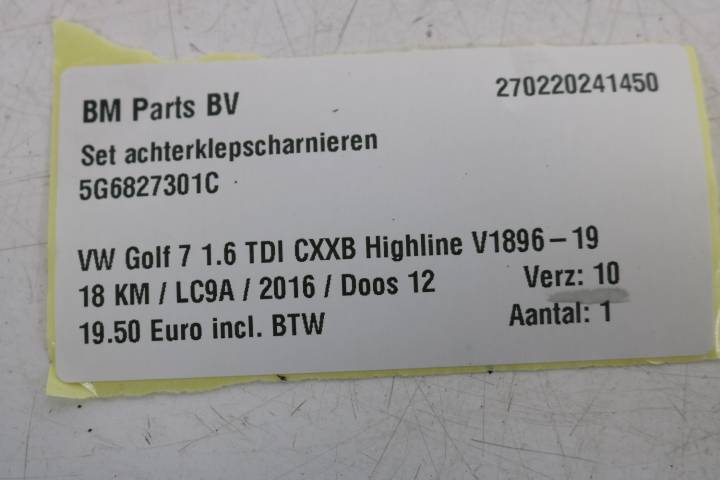 BM Parts BV 270220241450
Set achterklepscharnieren
5G6827301C
VW Golf 7 1.6 TDI CXXB Highline V1896-19
18 KM / LC9A / 2016 / Doos 12 Verz: 10
19.50 Euro incl. BTW Aantal: 1